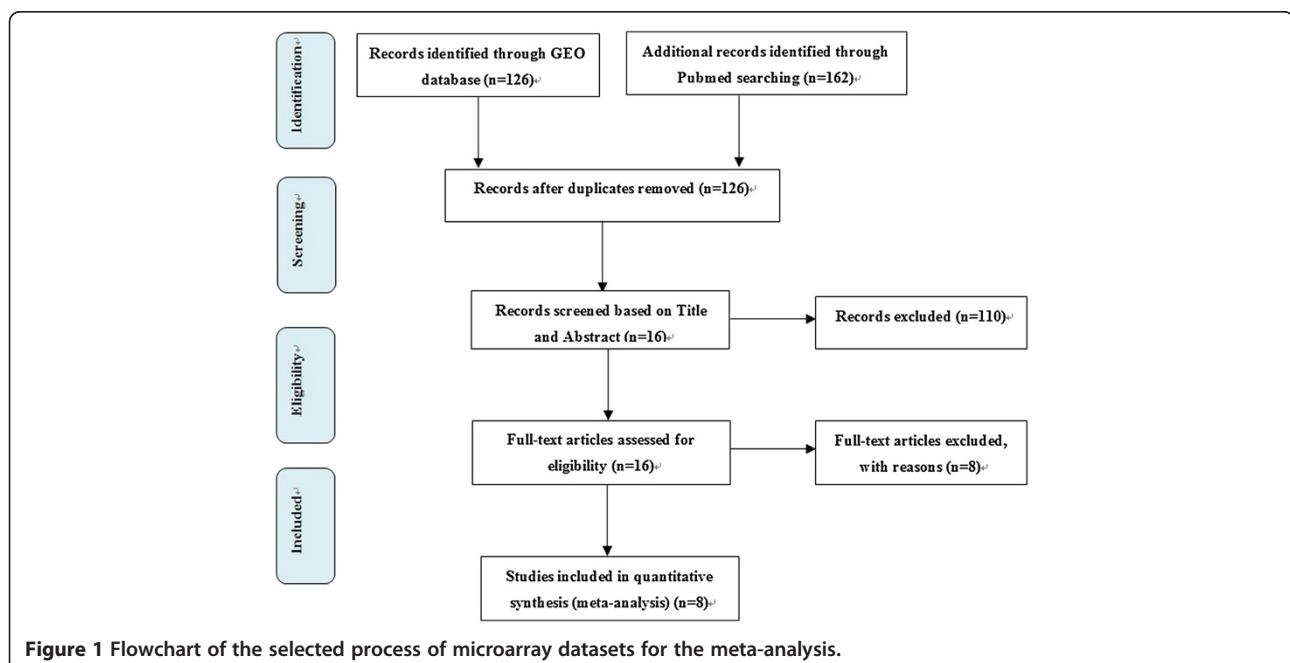 Identification
Records identified through GEO
database (n=126)↵
Additional records identified through
Pubmed searching (n=162)↵
Screening
Records after duplicates removed (n=126)↵
Records screened based on Title
and Abstract (n=16)↵
Records excluded (n=110)↵
Eligibility
Full-text articles assessed for
eligibility (n=16)↵
Full-text articles excluded,
with reasons (n=8)↵
Included
Studies included in quantitative
synthesis (meta-analysis) (n=8)↵
Figure 1 Flowchart of the selected process of microarray datasets for the meta-analysis.